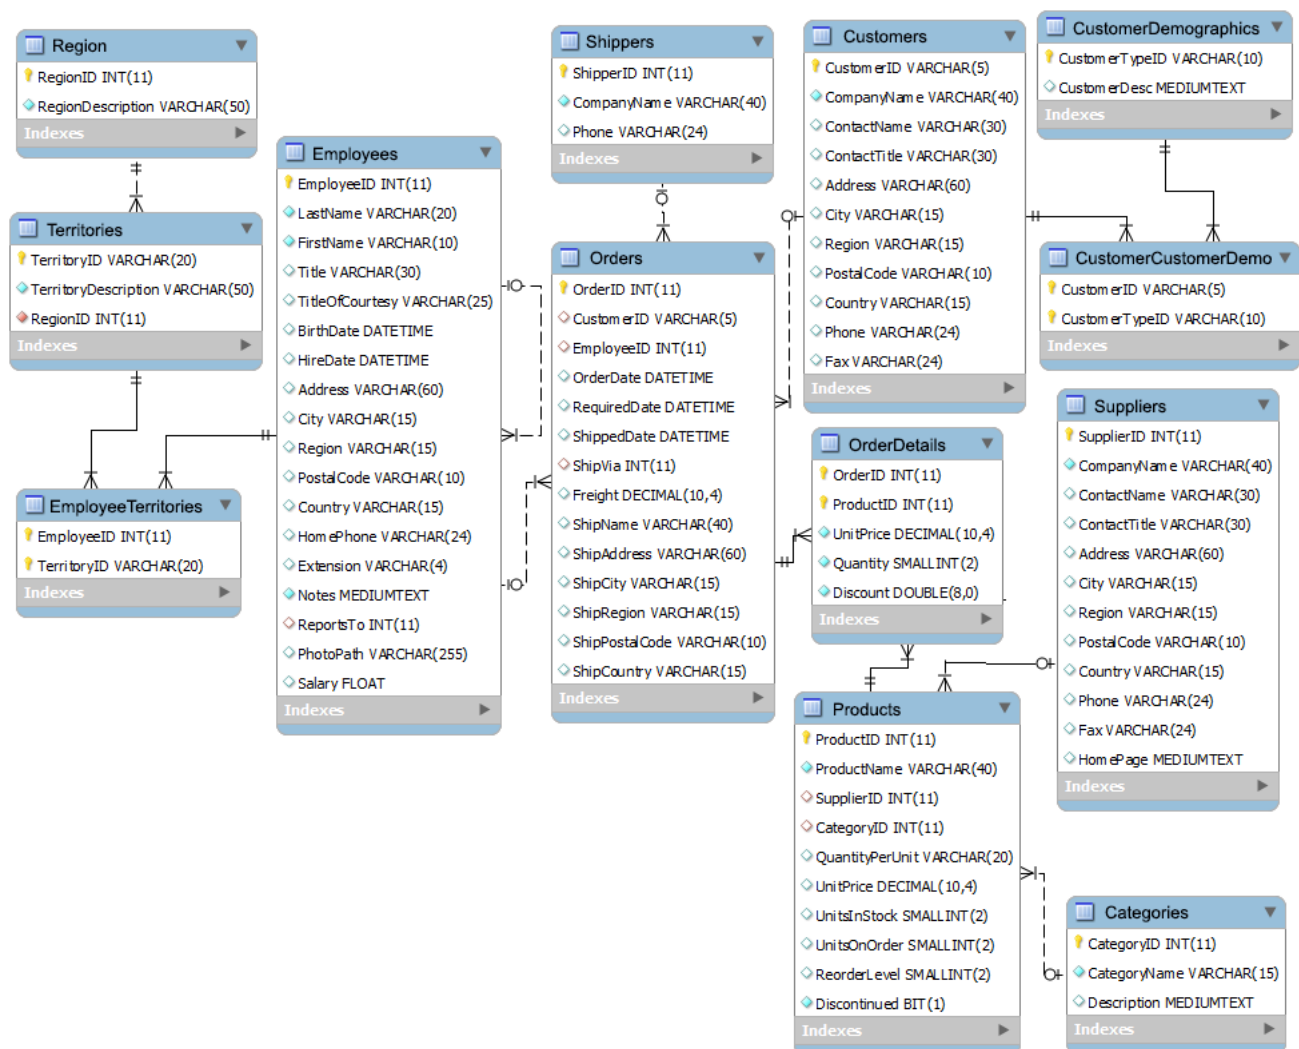 Region
RegionID INT(11)
RegionDescription VARCHAR(50)
Indexes
Territories
TerritoryID VARCHAR(20)
TerritoryDescription VARCHAR(50)
RegionID INT(11)
Indexes
EmployeeTerritories
EmployeeID INT(11)
TerritoryID VARCHAR(20)
Indexes
Employees
EmployeeID INT(11)
LastName VARCHAR(20)
FirstName VARCHAR(10)
Title VARCHAR(30)
TitleOfCourtesy VARCHAR(25)
BirthDate DATETIME
HireDate DATETIME
Address VARCHAR(60)
City VARCHAR(15)
Region VARCHAR(15)
PostalCode VARCHAR(10)
Country VARCHAR(15)
HomePhone VARCHAR(24)
Extension VARCHAR(4)
Notes MEDIUMTEXT
ReportsTo INT(11)
PhotoPath VARCHAR(255)
Salary FLOAT
Indexes
Shippers
ShipperID INT(11)
CompanyName VARCHAR(40)
Phone VARCHAR(24)
Indexes
Orders
OrderID INT(11)
CustomerID VARCHAR(5)
EmployeeID INT(11)
OrderDate DATETIME
RequiredDate DATETIME
ShippedDate DATETIME
ShipVia INT(11)
Freight DECIMAL(10,4)
ShipName VARCHAR(40)
ShipAddress VARCHAR(60)
ShipCity VARCHAR(15)
ShipRegion VARCHAR(15)
ShipPostalCode VARCHAR(10)
ShipCountry VARCHAR(15)
Indexes
Customers
CustomerID VARCHAR(5)
CompanyName VARCHAR(40)
ContactName VARCHAR(30)
ContactTitle VARCHAR(30)
Address VARCHAR(60)
City VARCHAR(15)
Region VARCHAR(15)
PostalCode VARCHAR(10)
Country VARCHAR(15)
Phone VARCHAR(24)
Fax VARCHAR(24)
Indexes
OrderDetails
OrderID INT(11)
ProductID INT(11)
UnitPrice DECIMAL(10,4)
Quantity SMALLINT(2)
Discount DOUBLE(8,0)
Indexes
Products
ProductID INT(11)
ProductName VARCHAR(40)
SupplierID INT(11)
CategoryID INT(11)
QuantityPerUnit VARCHAR(20)
UnitPrice DECIMAL(10,4)
UnitsInStock SMALLINT(2)
UnitsOnOrder SMALLINT(2)
ReorderLevel SMALLINT(2)
Discontinued BIT(1)
Indexes
CustomerDemographics
CustomerTypeID VARCHAR(10)
CustomerDesc MEDIUMTEXT
Indexes
CustomerCustomerDemo
CustomerID VARCHAR(5)
CustomerTypeID VARCHAR(10)
Indexes
Suppliers
SupplierID INT(11)
CompanyName VARCHAR(40)
ContactName VARCHAR(30)
ContactTitle VARCHAR(30)
Address VARCHAR(60)
City VARCHAR(15)
Region VARCHAR(15)
PostalCode VARCHAR(10)
Country VARCHAR(15)
Phone VARCHAR(24)
Fax VARCHAR(24)
HomePage MEDIUMTEXT
Indexes
Categories
CategoryID INT(11)
CategoryName VARCHAR(15)
Description MEDIUMTEXT
Indexes